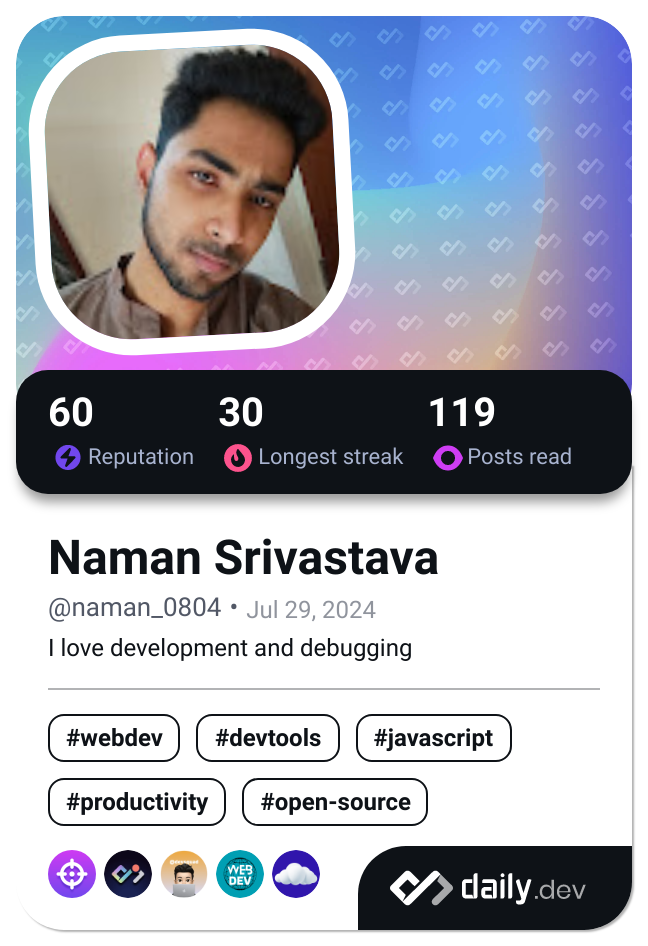 60 30 119
Reputation Longest streak Posts read
Naman Srivastava
@naman_0804 • Jul 29, 2024
I love development and debugging
#webdev #devtools #javascript
#productivity #open-source
WEB
DEV
daily.dev